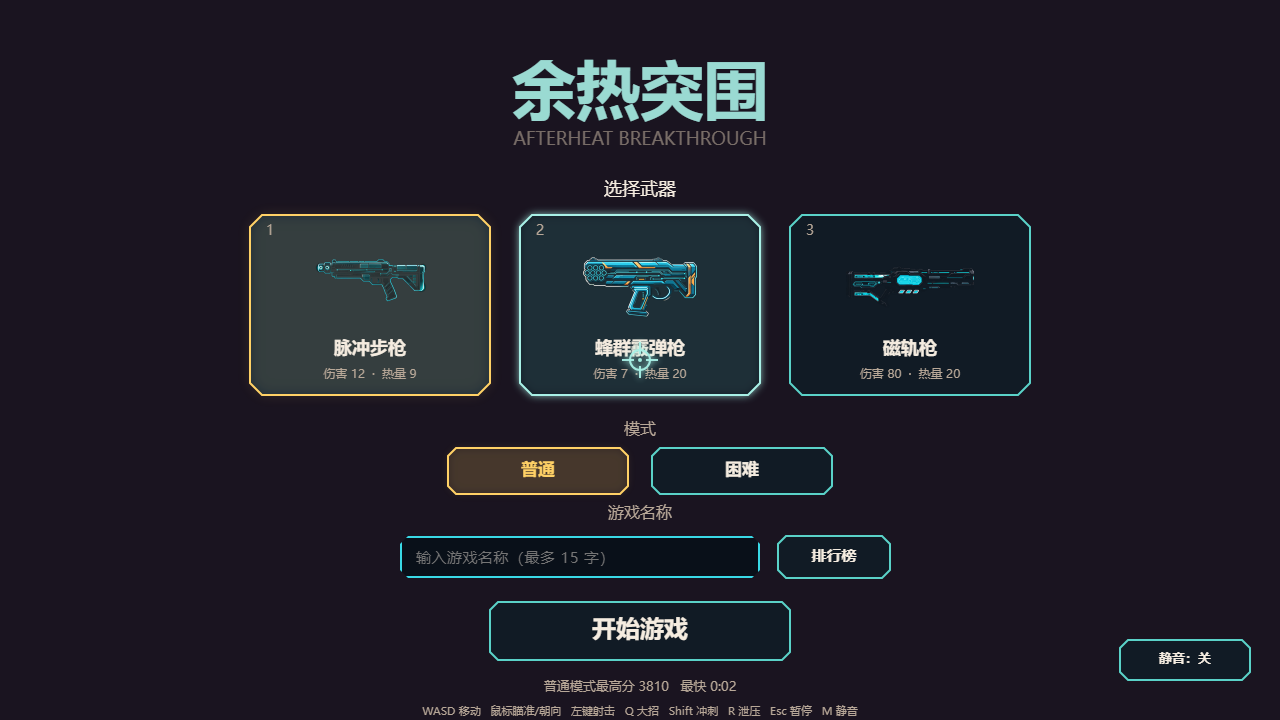 余热突围
AFTERHEAT BREAKTHROUGH
选择武器
1
2
3
脉冲步枪
蜂群霰弹枪
磁轨枪
伤害 12 · 热量 9
伤害 7 · 热量 20
伤害 80 · 热量 20
模式
普通
困难
游戏名称
输入游戏名称（最多 15 字）
排行榜
开始游戏
静音：关
普通模式最高分 3810 最快 0:02
WASD 移动 鼠标瞄准/朝向 左键射击 Q 大招 Shift 冲刺 R 泄压 Esc 暂停 M 静音